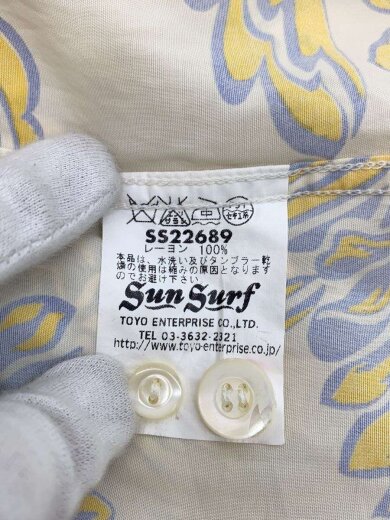 SS22689
レーヨン 100%
本品は、水洗い及びタンブラー乾
燥の使用は縮みの原因となります
のでお避け下さい。
Sun Surf
TOYO ENTERPRISE CO.,LTD.
TEL 03-3632-2321
http://www.toyo-enterprise.co.jp